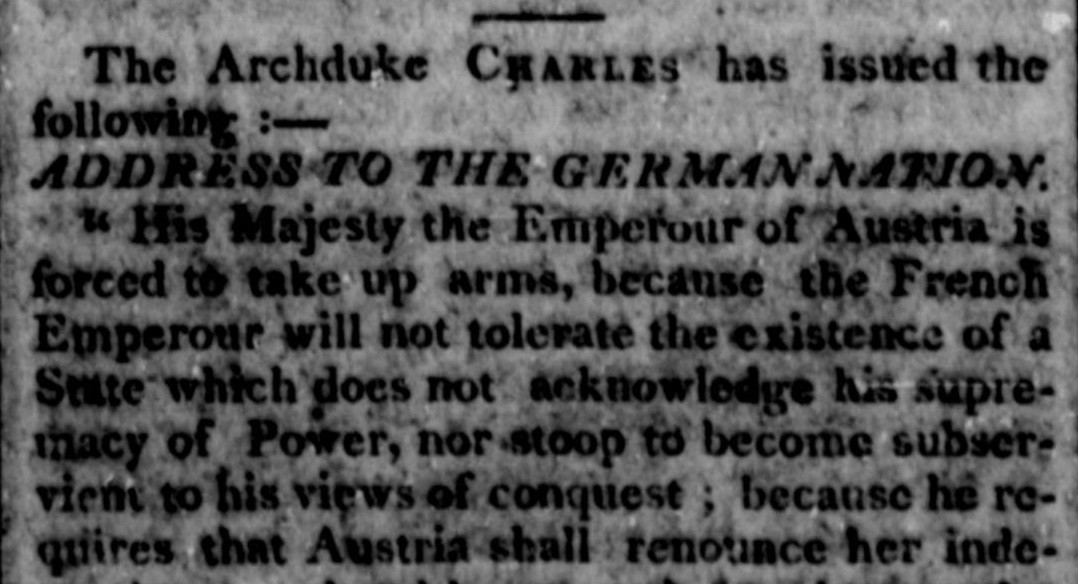 The Archduke CHARLES has issued the
following :—
ADDRESS TO THE GERMAN NATION.
" His Majesty the Emperour of Austria is
forced to take up arms, because the French
Emperour will not tolerate the existence of a
State which does not acknowledge his supre-
macy of Power, nor stoop to become subser-
vient to his views of conquest ; because he re-
quires that Austria shall renounce her inde-